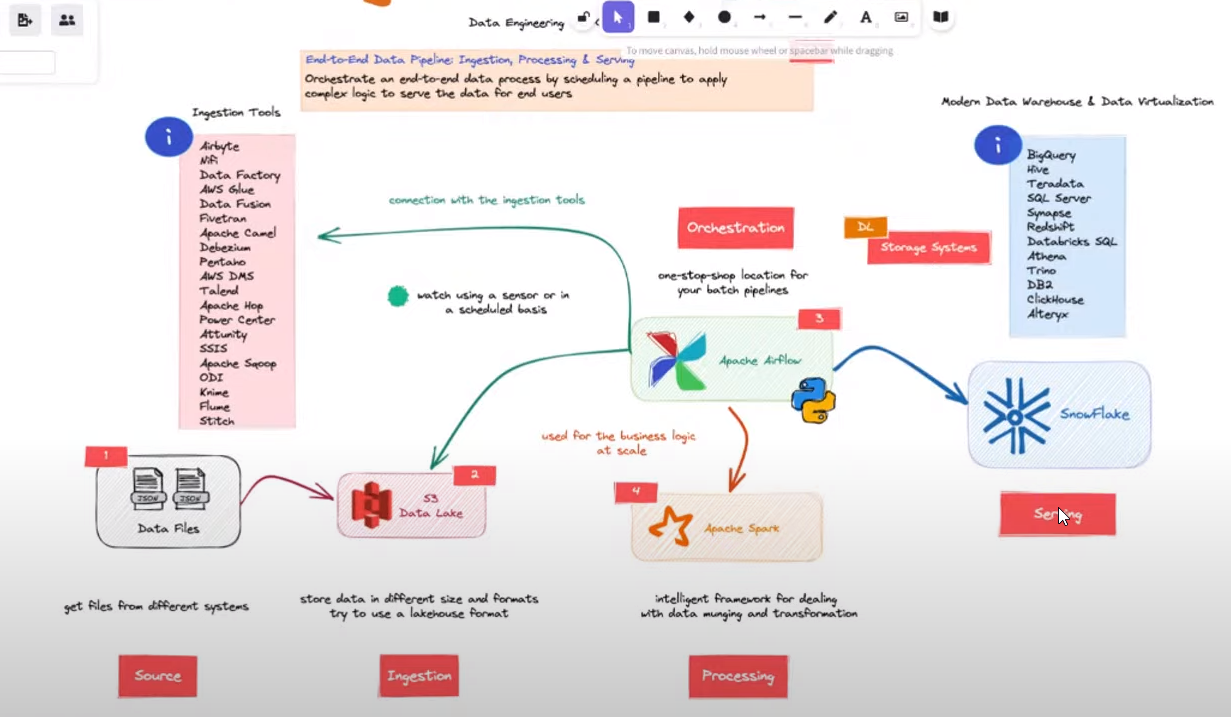 Data Engineering
To move canvas, hold mouse wheel or spacebar while dragging
End-to-End Data Pipeline: Ingestion, Processing & Serving
Orchestrate an end-to-end data process by scheduling a pipeline to apply
complex logic to serve the data for end users
Ingestion Tools
i
Airbyte
Nifi
Data Factory
AWS Glue
Data Fusion
Fivetran
Apache Camel
Debezium
Pentaho
AWS DMS
Talend
Apache Hop
Power Center
Attunity
SSIS
Apache Sqoop
ODI
Knime
Flume
Stitch
Modern Data Warehouse & Data Virtualization
i
BigQuery
Hive
Teradata
SQL Server
Synapse
Redshift
Databricks SQL
Athena
Trino
DB2
ClickHouse
Alteryx
connection with the ingestion tools
watch using a sensor or in
a scheduled basis
Orchestration
one-stop-shop location for
your batch pipelines
DL
Storage Systems
3
Apache Airflow
SnowFlake
Serving
used for the business logic
at scale
1
JSON
JSON
Data Files
2
S3
Data Lake
4
Apache Spark
get files from different systems
store data in different size and formats
try to use a lakehouse format
intelligent framework for dealing
with data munging and transformation
Source
Ingestion
Processing
A